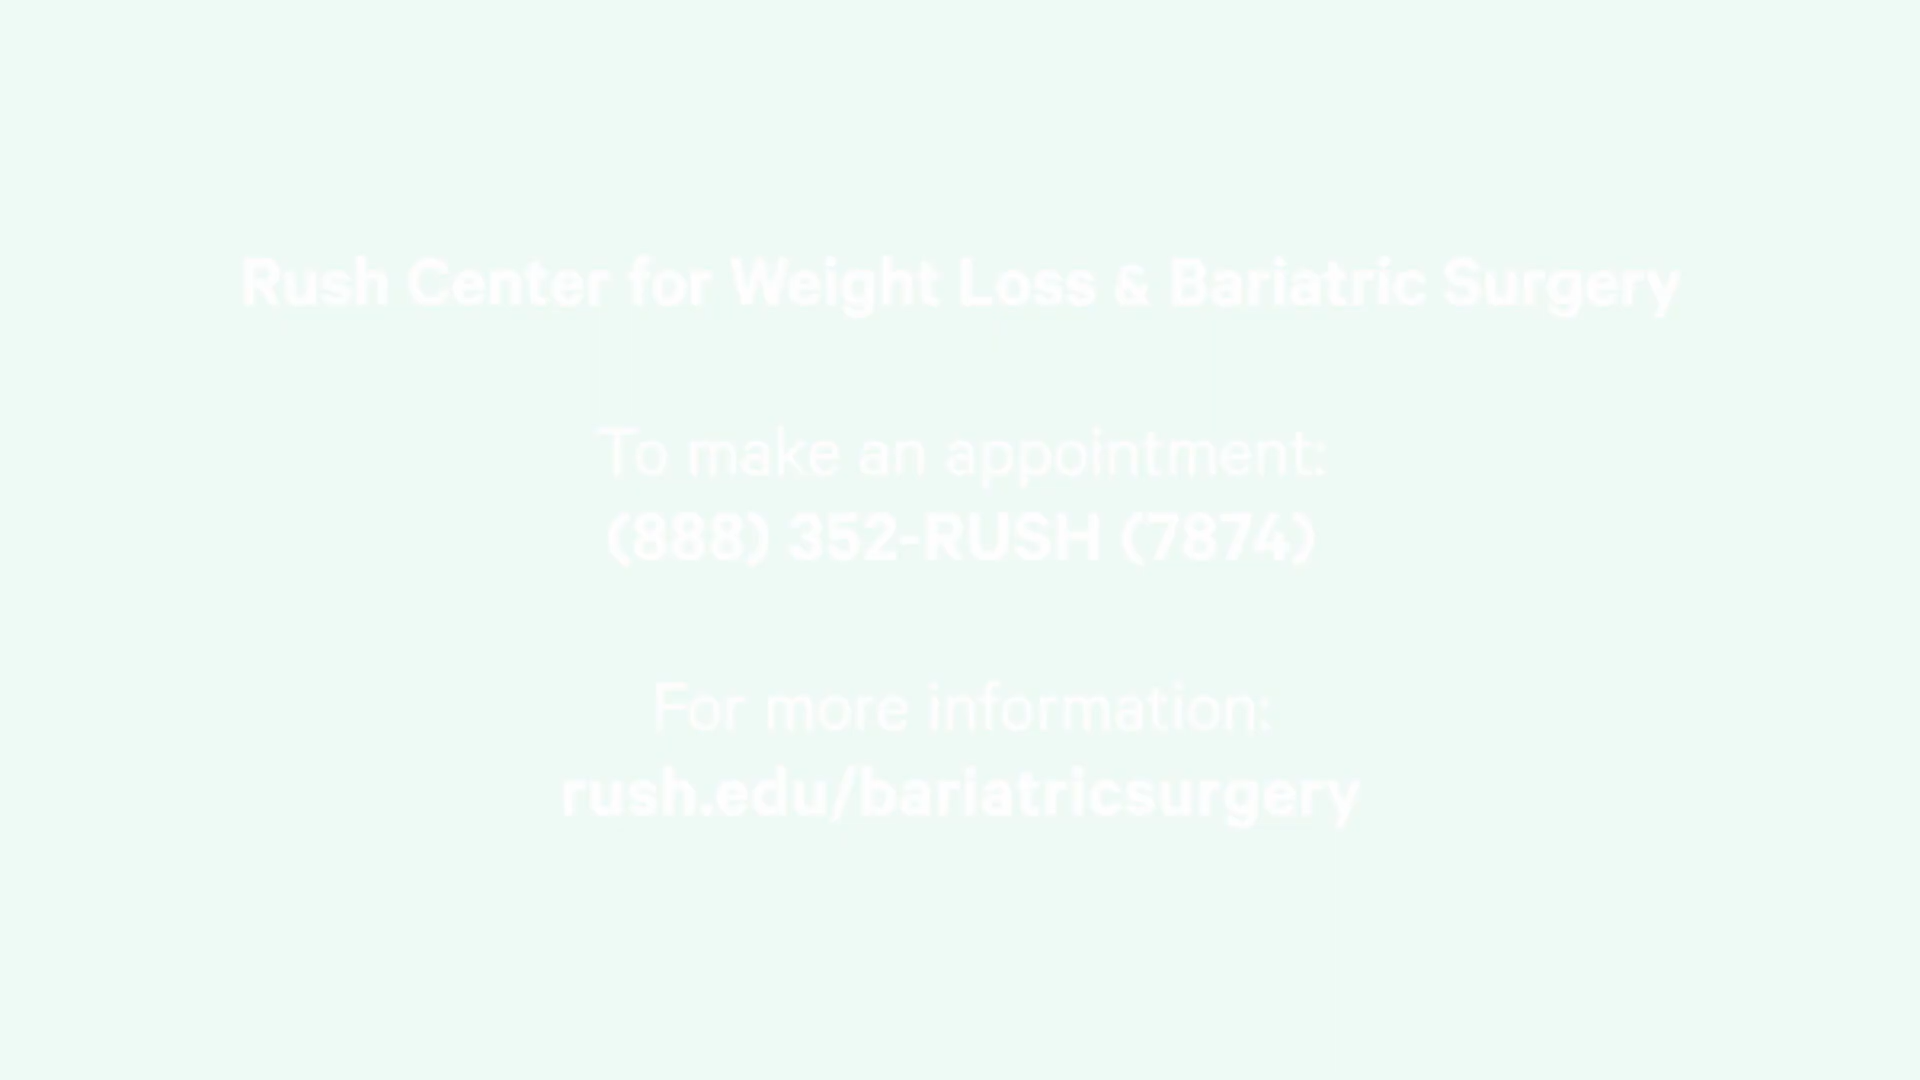 Rush Center for Weight Loss & Bariatric Surgery
To make an appointment:
(888) 352-RUSH (7874)
For more information:
rush.edu/bariatricsurgery